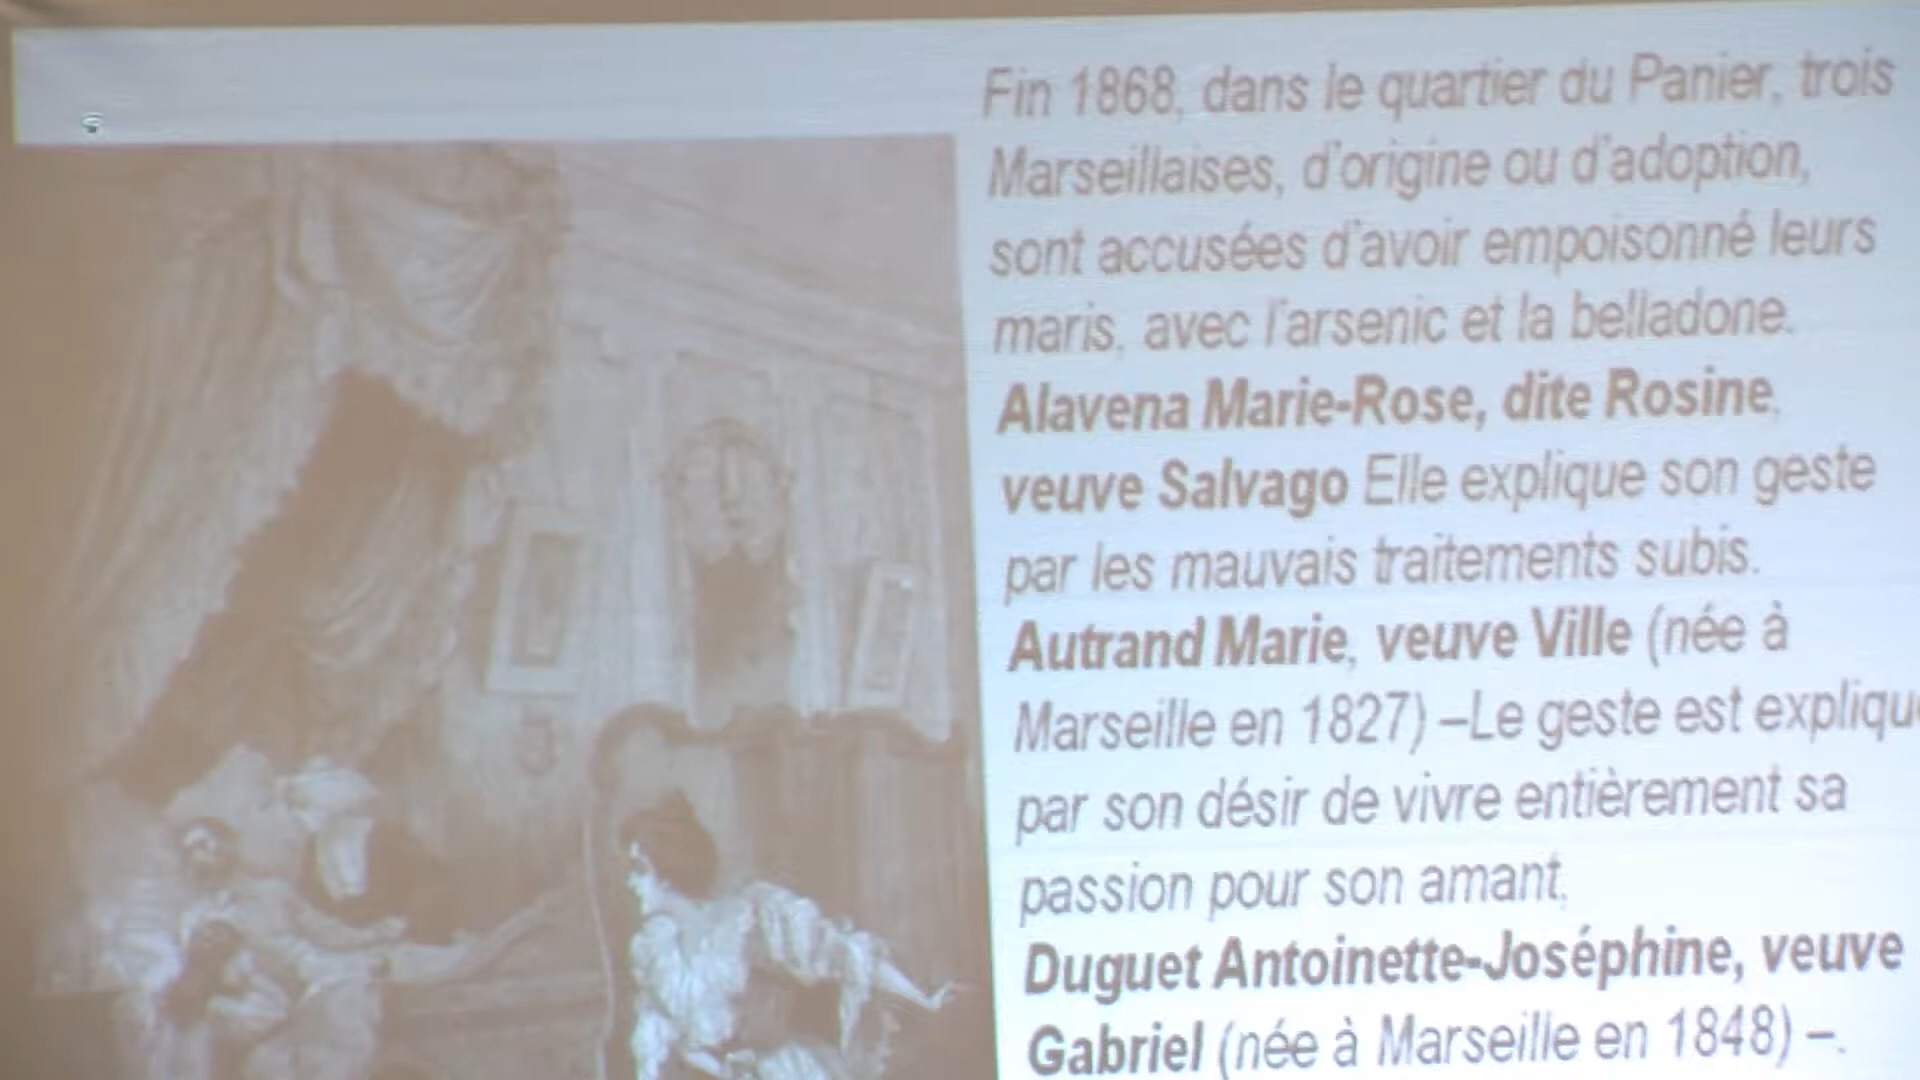 Fin 1868, dans le quartier du Panier, trois
Marseillaises, d'origine ou d'adoption,
sont accusées d'avoir empoisonné leurs
maris, avec l'arsenic et la belladone.
Alavena Marie-Rose, dite Rosine,
veuve Salvago Elle explique son geste
par les mauvais traitements subis.
Autrand Marie, veuve Ville (née à
Marseille en 1827) –Le geste est expliqu
par son désir de vivre entièrement sa
passion pour son amant.
Duguet Antoinette-Joséphine, veuve
Gabriel (née à Marseille en 1848) –.